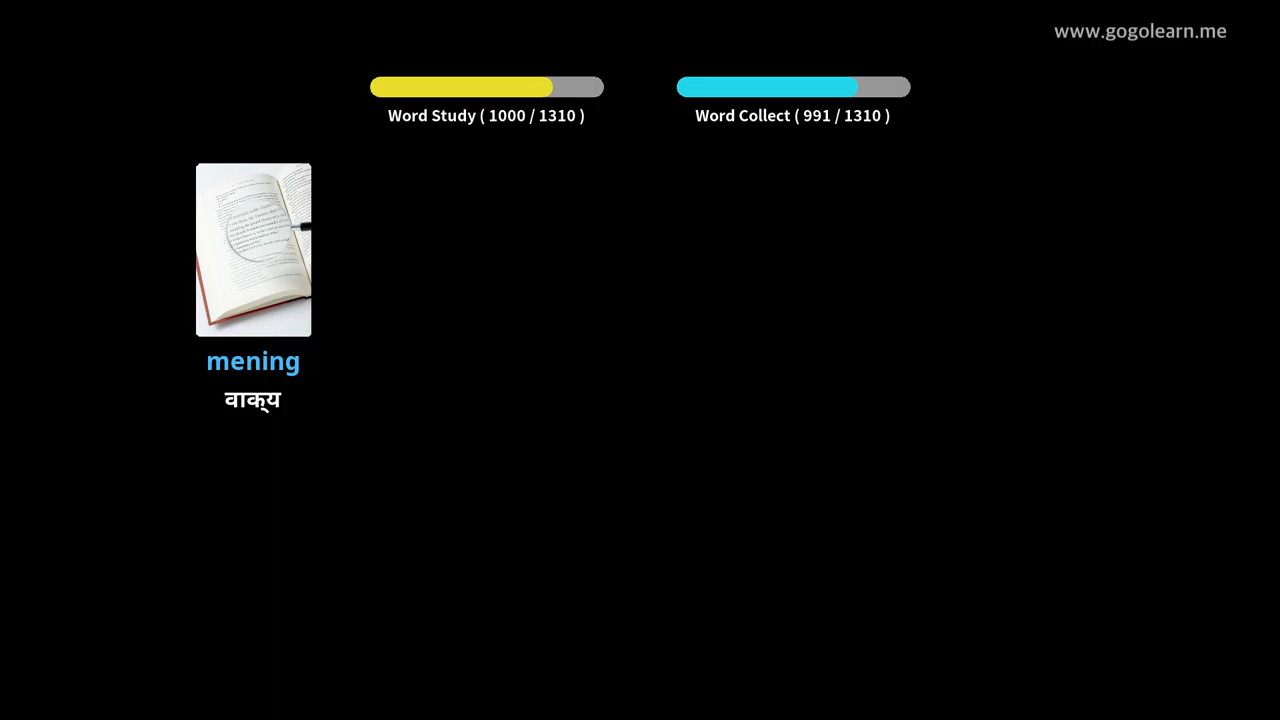 www.gogolearn.me
Word Study ( 1000 / 1310 )
Word Collect ( 991 / 1310 )
mening
वाक्य